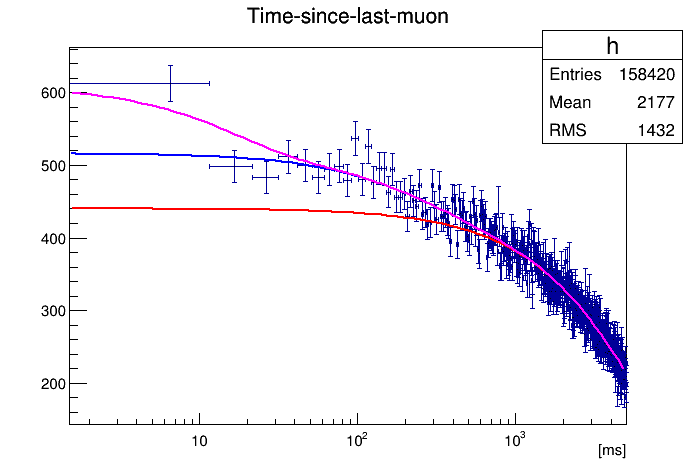 Time-since-last-muon
h
Entries 158420
Mean 2177
RMS 1432
600
500
400
300
200
10
10²
10³
[ms]